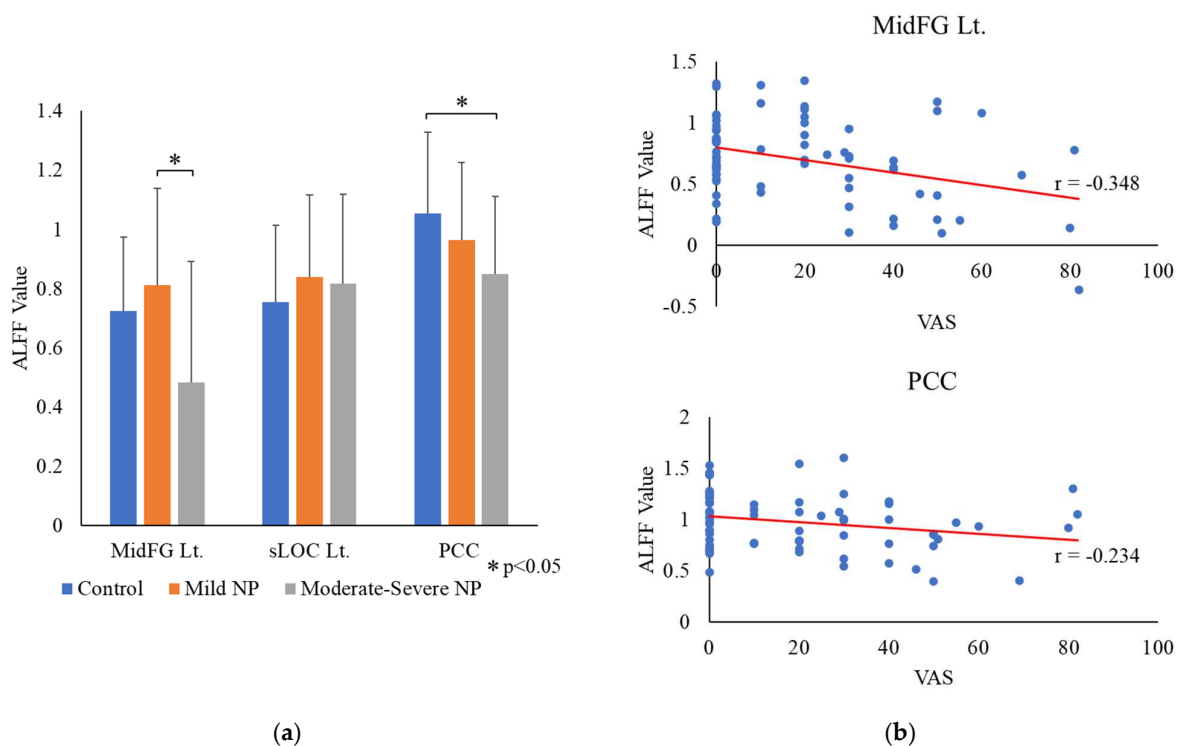 1.4
1.2
1
0.8
0.6
0.4
0.2
0
ALFF Value
*
*
MidFG Lt.
sLOC Lt.
PCC
* p<0.05
Control
Mild NP
Moderate-Severe NP
(a)
MidFG Lt.
1.5
1
0.5
0
-0.5
ALFF Value
r = -0.348
0 20 40 60 80 100
VAS
PCC
2
1.5
1
0.5
0
ALFF Value
r = -0.234
0 20 40 60 80 100
VAS
(b)